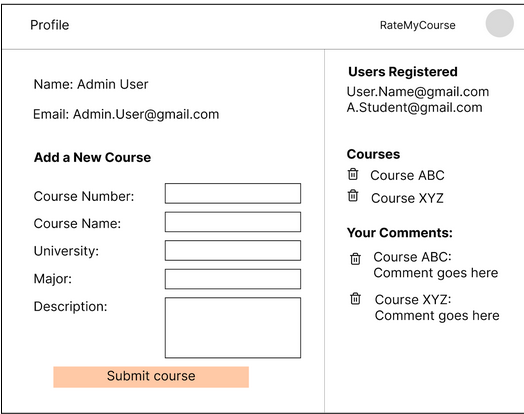 Profile
RateMyCourse
Name: Admin User
Email: Admin.User@gmail.com
Add a New Course
Course Number:
Course Name:
University:
Major:
Description:
Submit course
Users Registered
User.Name@gmail.com
A.Student@gmail.com
Courses
Course ABC
Course XYZ
Your Comments:
Course ABC:
Comment goes here
Course XYZ:
Comment goes here